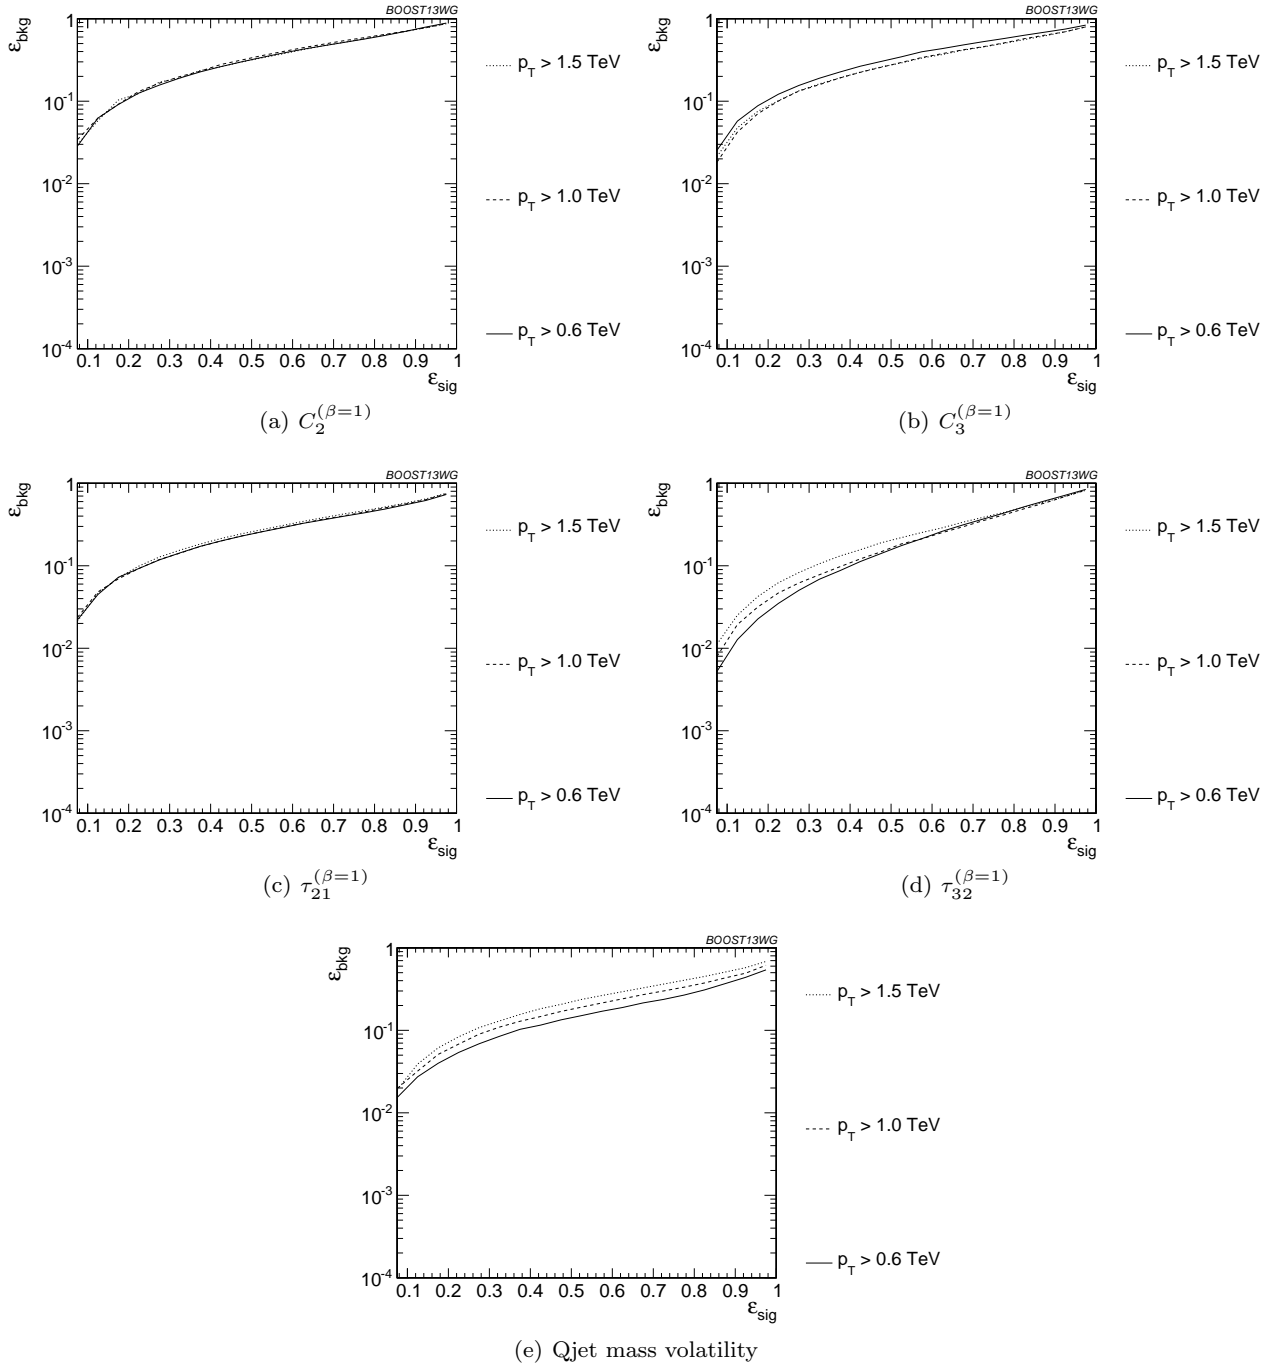 BOOST13WG
ε_bkg
1
10^-1
10^-2
10^-3
10^-4
0.1 0.2 0.3 0.4 0.5 0.6 0.7 0.8 0.9 1
ε_sig
p_T > 1.5 TeV
p_T > 1.0 TeV
p_T > 0.6 TeV
(a) C_2^(β=1)
BOOST13WG
ε_bkg
1
10^-1
10^-2
10^-3
10^-4
0.1 0.2 0.3 0.4 0.5 0.6 0.7 0.8 0.9 1
ε_sig
p_T > 1.5 TeV
p_T > 1.0 TeV
p_T > 0.6 TeV
(b) C_3^(β=1)
BOOST13WG
ε_bkg
1
10^-1
10^-2
10^-3
10^-4
0.1 0.2 0.3 0.4 0.5 0.6 0.7 0.8 0.9 1
ε_sig
p_T > 1.5 TeV
p_T > 1.0 TeV
p_T > 0.6 TeV
(c) τ_21^(β=1)
BOOST13WG
ε_bkg
1
10^-1
10^-2
10^-3
10^-4
0.1 0.2 0.3 0.4 0.5 0.6 0.7 0.8 0.9 1
ε_sig
p_T > 1.5 TeV
p_T > 1.0 TeV
p_T > 0.6 TeV
(d) τ_32^(β=1)
BOOST13WG
ε_bkg
1
10^-1
10^-2
10^-3
10^-4
0.1 0.2 0.3 0.4 0.5 0.6 0.7 0.8 0.9 1
ε_sig
p_T > 1.5 TeV
p_T > 1.0 TeV
p_T > 0.6 TeV
(e) Qjet mass volatility